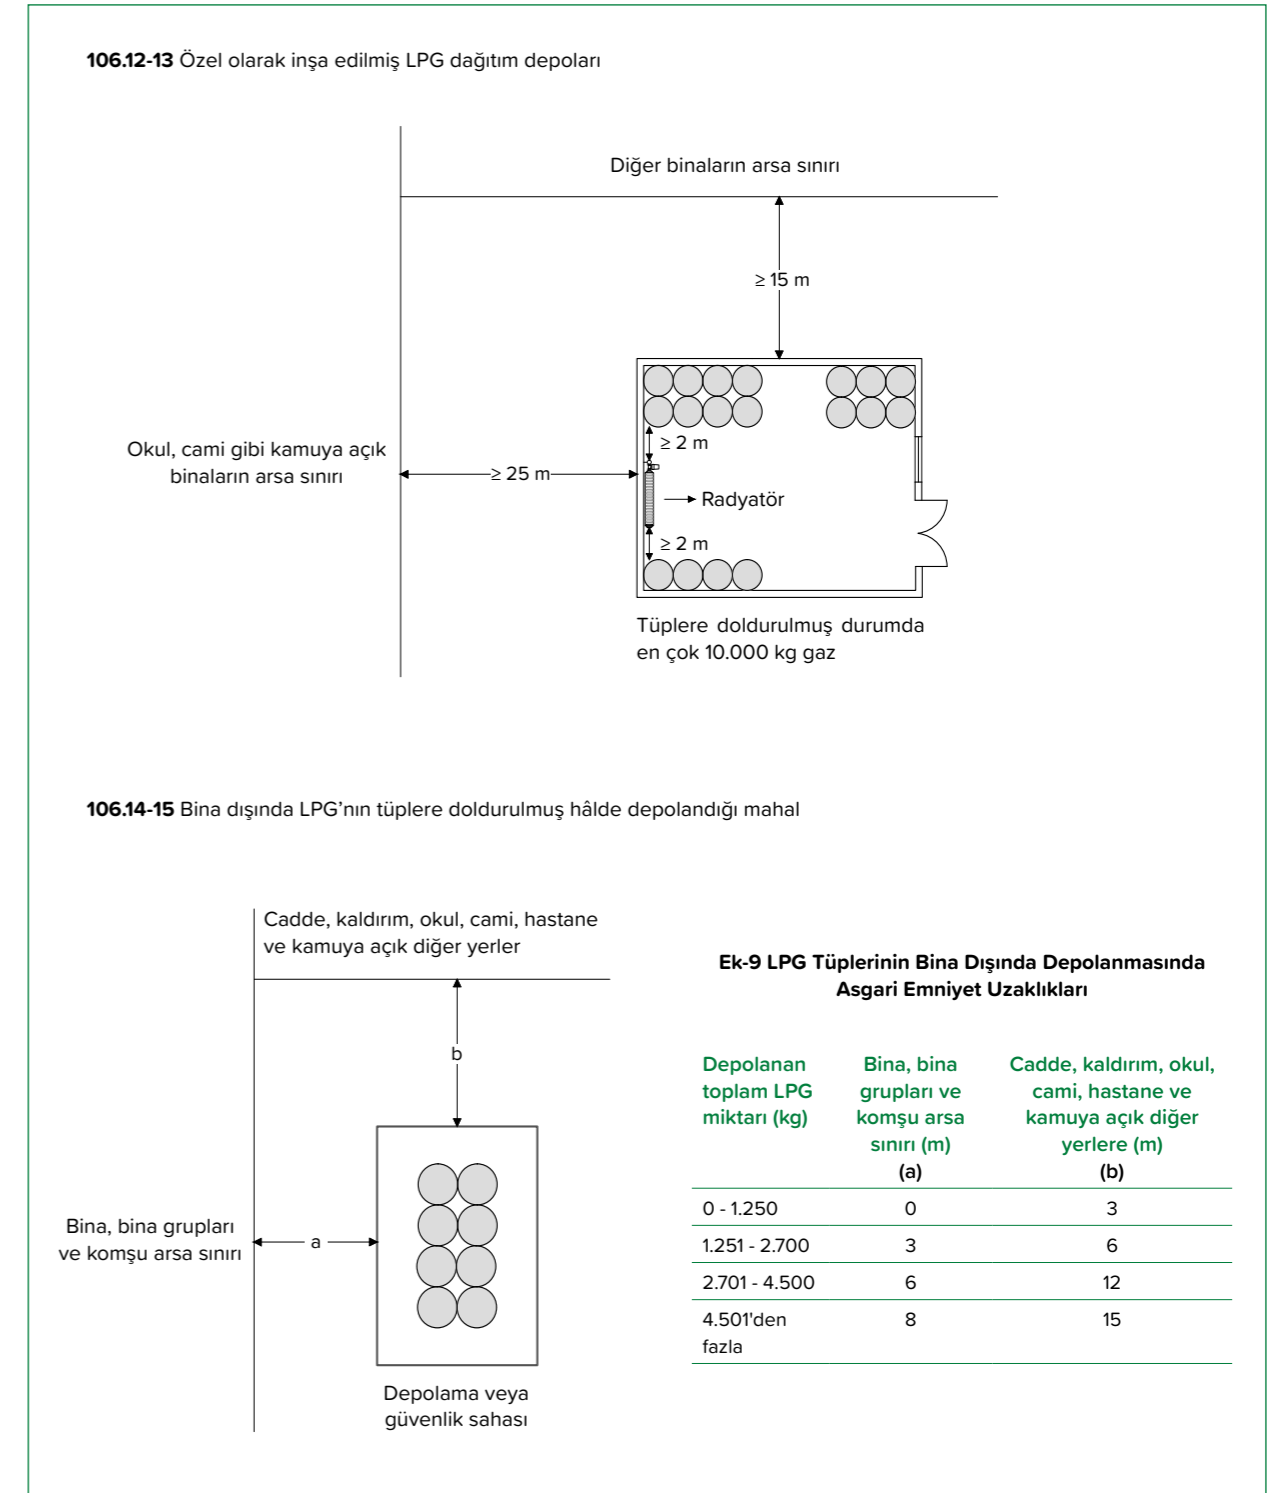 106.12-13 Özel olarak inşa edilmiş LPG dağıtım depoları
Diğer binaların arsa sınırı
≥ 15 m
Okul, cami gibi kamuya açık
binaların arsa sınırı
≥ 25 m
≥ 2 m
Radyatör
≥ 2 m
Tüplere doldurulmuş durumda
en çok 10.000 kg gaz
106.14-15 Bina dışında LPG’nın tüplere doldurulmuş hâlde depolandığı mahal
Cadde, kaldırım, okul, cami, hastane
ve kamuya açık diğer yerler
b
Bina, bina grupları
ve komşu arsa sınırı
a
Depolama veya
güvenlik sahası
Ek-9 LPG Tüplerinin Bina Dışında Depolanmasında
Asgari Emniyet Uzaklıkları
Depolanan
toplam LPG
miktarı (kg)
Bina, bina
grupları ve
komşu arsa
sınırı (m)
(a)
Cadde, kaldırım, okul,
cami, hastane ve
kamuya açık diğer
yerlere (m)
(b)
0 - 1.250 0 3
1.251 - 2.700 3 6
2.701 - 4.500 6 12
4.501'den 8 15
fazla